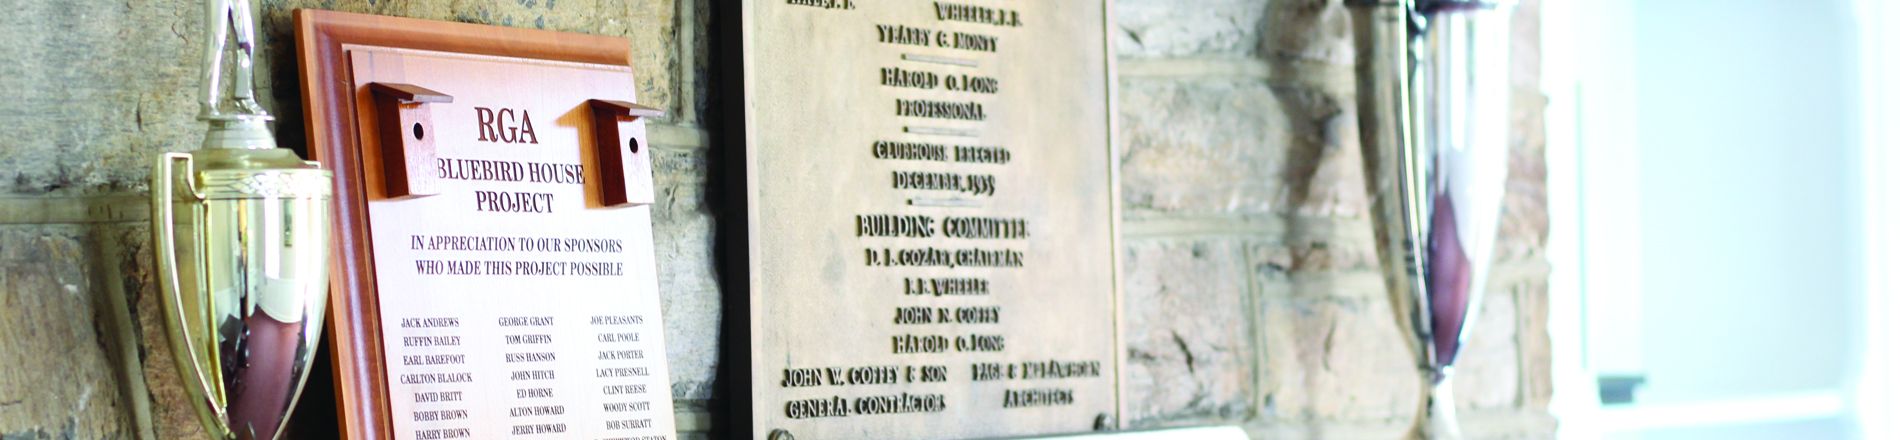 RGA
BLUEBIRD HOUSE
PROJECT
IN APPRECIATION TO OUR SPONSORS
WHO MADE THIS PROJECT POSSIBLE
JACK ANDREWS GEORGE GRANT JOE PLEASANTS
RUFFIN BAILEY TOM GRIFFIN CARL POOLE
EARL BAREFOOT RUSS HANSON JACK PORTER
CARLTON BLALOCK JOHN HITCH LACY PRESNELL
DAVID BRITT ED HORNE CLINT REESE
BOBBY BROWN ALTON HOWARD WOODY SCOTT
HARRY BROWN JERRY HOWARD BOB SURRATT
WHEELER, J. B.
YEARBY G. MONTY
HAROLD O. LONG
PROFESSIONAL
CLUBHOUSE ERECTED
DECEMBER, 1939
BUILDING COMMITTEE
COZART, CHAIRMAN
WHEELER
JOHN N. COFFEY
HAROLD O. LONG
JOHN W. COFFEY & SON PAGE &
GENERAL CONTRACTORS ARCHITECTS